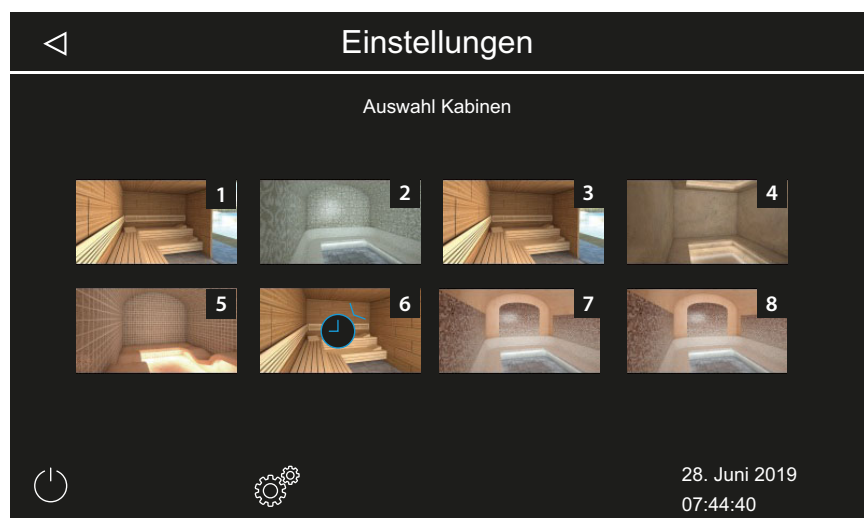 Einstellungen
Auswahl Kabinen
1 2 3 4
5 6 7 8
28. Juni 2019
07:44:40